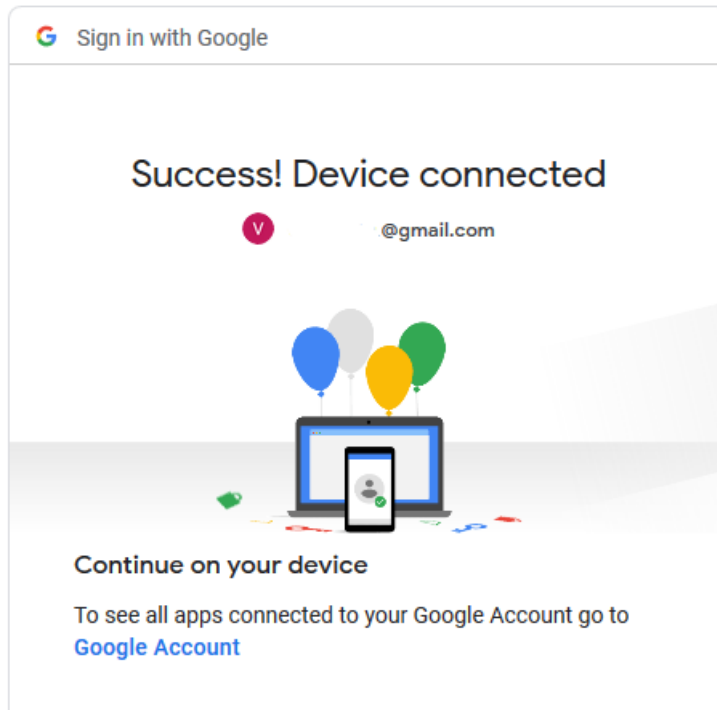 Sign in with Google
Success! Device connected
V @gmail.com
Continue on your device
To see all apps connected to your Google Account go to
Google Account